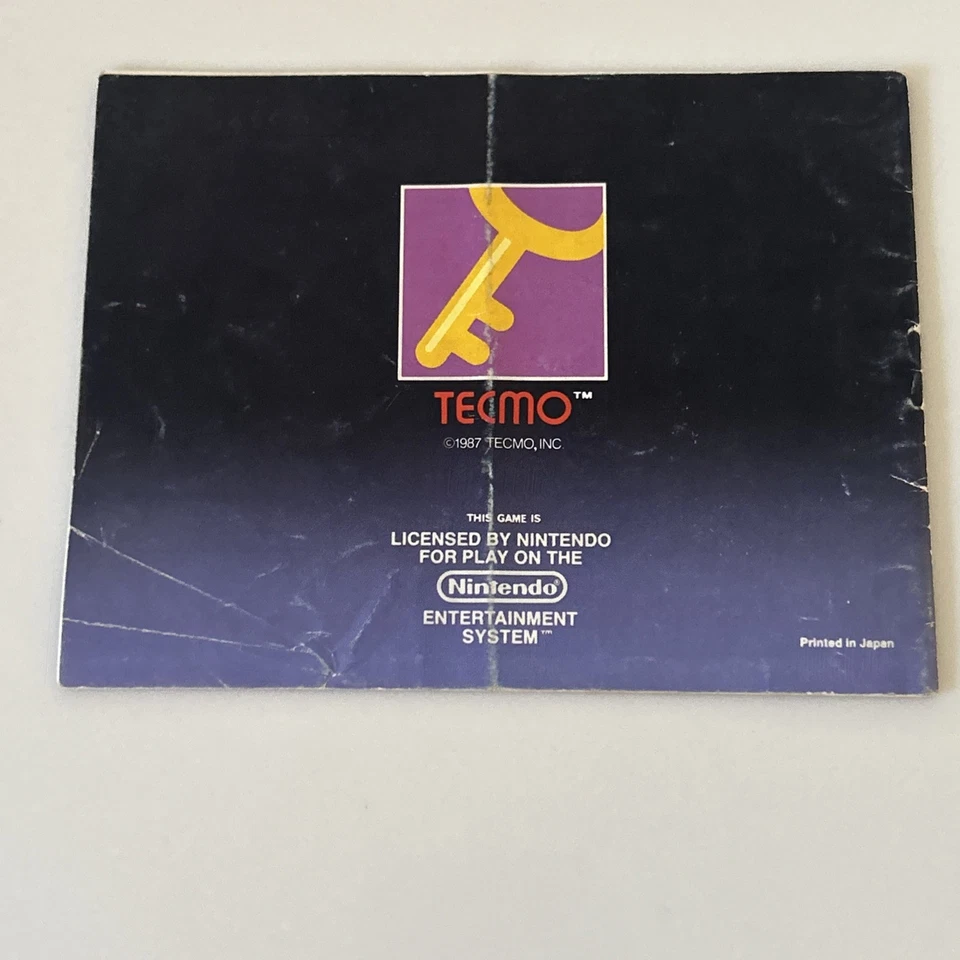 TECMO™
©1987 TECMO, INC.
THIS GAME IS
LICENSED BY NINTENDO
FOR PLAY ON THE
Nintendo®
ENTERTAINMENT
SYSTEM™
Printed in Japan